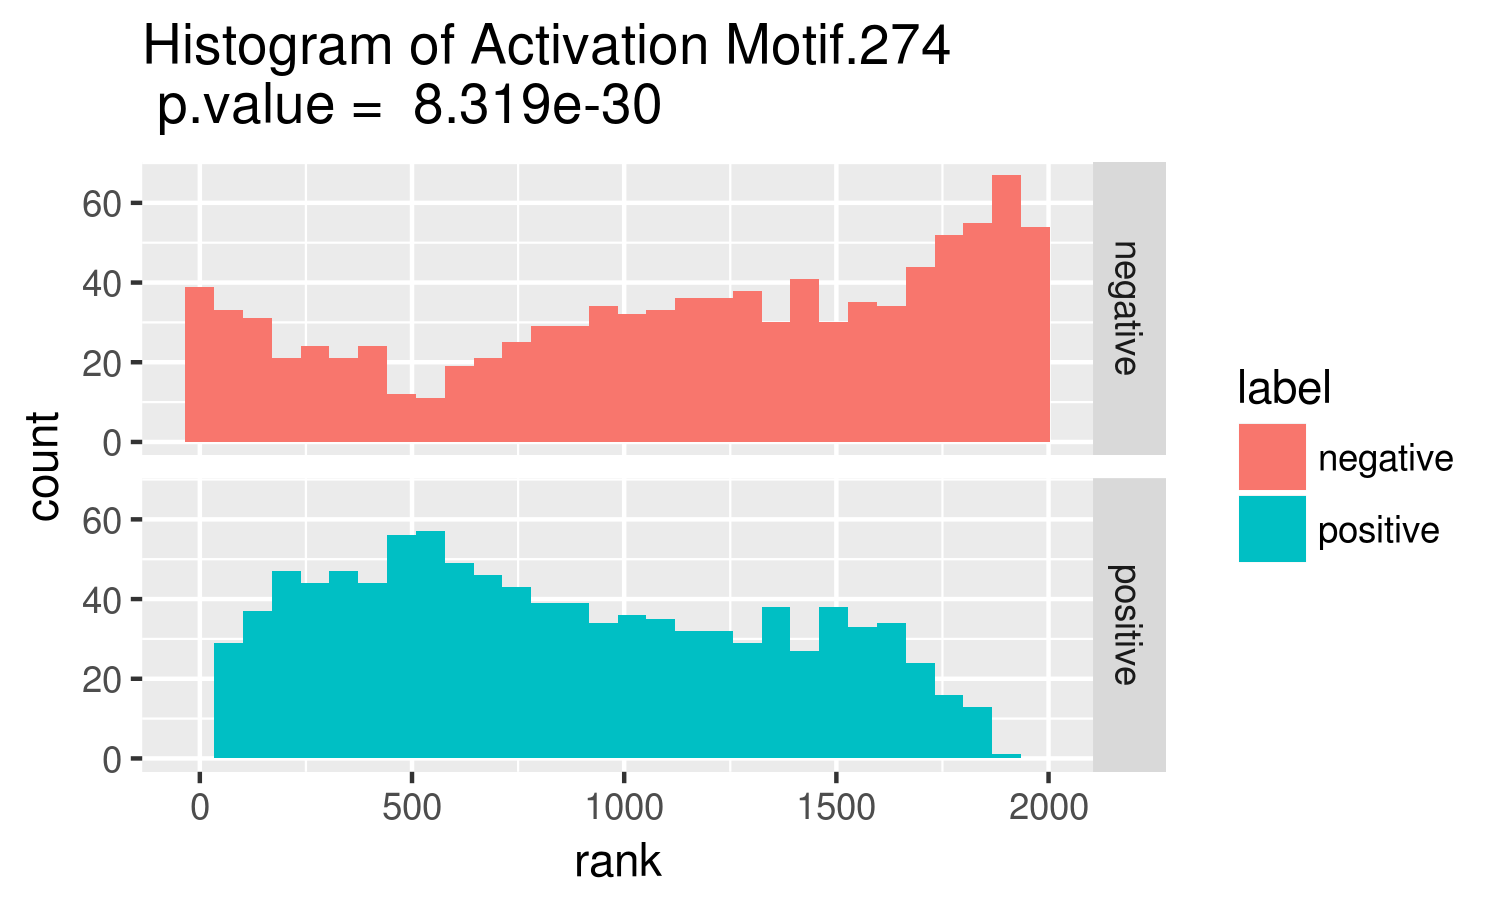 Histogram of Activation Motif.274
p.value =  8.319e-30
60
40
20
0
negative
60
40
20
0
positive
0 500 1000 1500 2000
rank
count
label
negative
positive